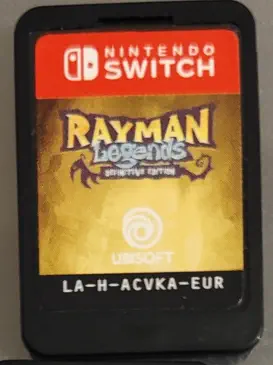 NINTENDO
SWITCH
RAYMAN
Legends
DEFINITIVE EDITION
UBISOFT
LA-H-ACVKA-EUR